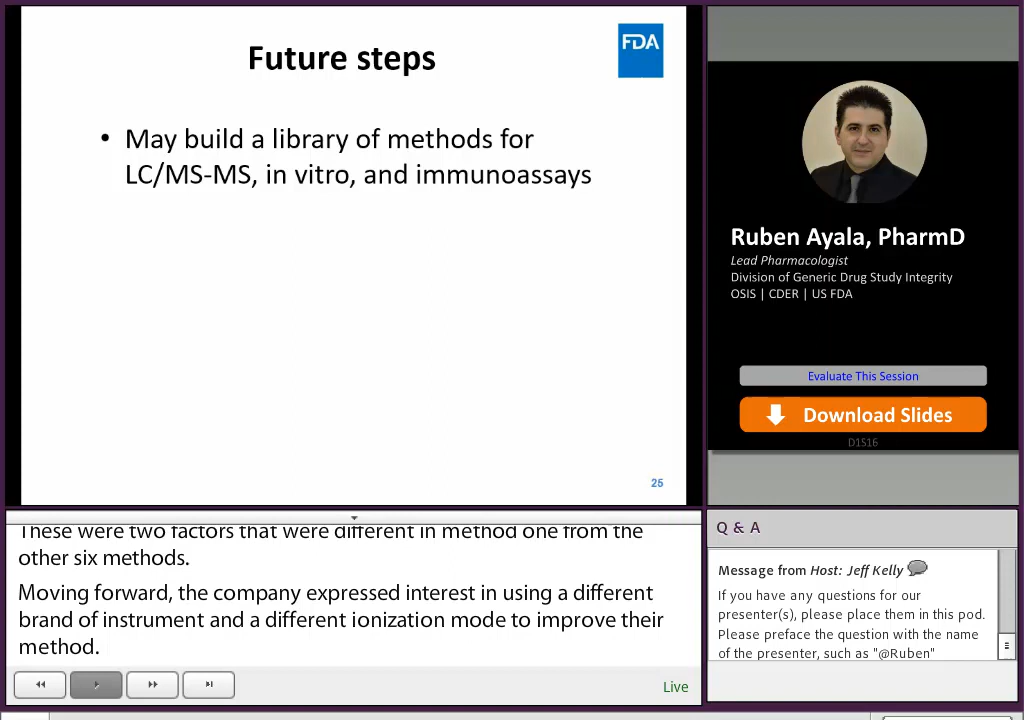 Future steps
FDA
• May build a library of methods for
LC/MS-MS, in vitro, and immunoassays
25
Ruben Ayala, PharmD
Lead Pharmacologist
Division of Generic Drug Study Integrity
OSIS | CDER | US FDA
Evaluate This Session
Download Slides
D1S16
These were two factors that were different in method one from the
other six methods.
Moving forward, the company expressed interest in using a different
brand of instrument and a different ionization mode to improve their
method.
Live
Q & A
Message from Host: Jeff Kelly
If you have any questions for our
presenter(s), please place them in this pod.
Please preface the question with the name
of the presenter, such as "@Ruben"